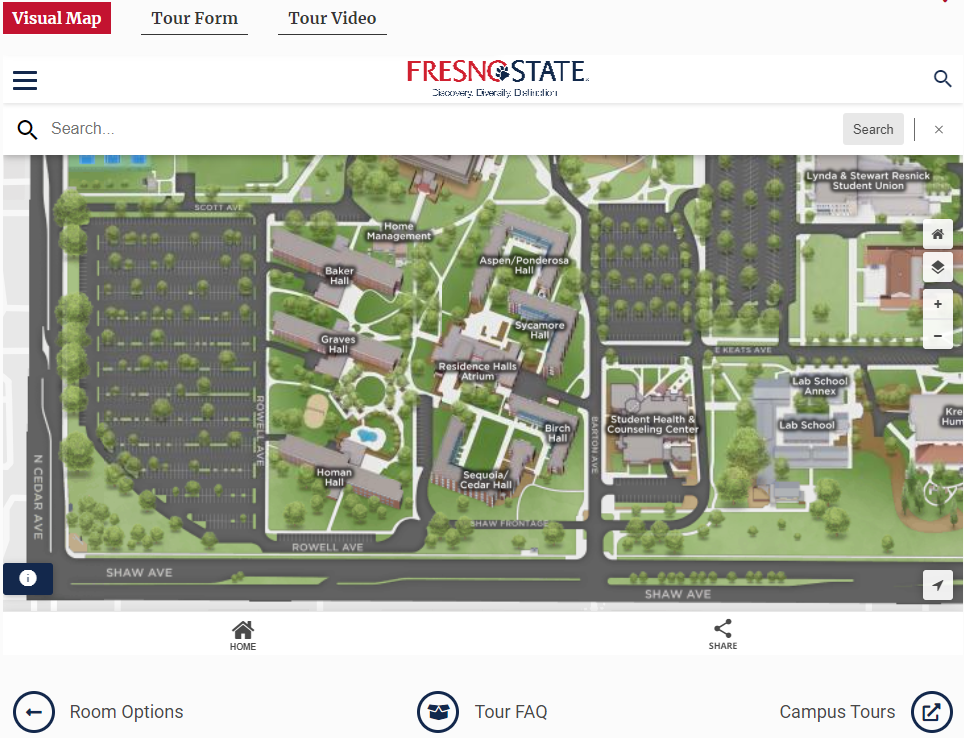 Visual Map
Tour Form
Tour Video
FRESNO STATE
Discovery. Diversity. Distinction.
Search...
Search
SCOTT AVE
Lynda & Stewart Resnick
Student Union
Home
Management
Aspen/Ponderosa
Hall
Baker
Hall
Sycamore
Hall
Graves
Hall
E KEATS AVE
Residence Halls
Atrium
Lab School
Annex
Lab School
Kre
Hum
ROWELL AVE
BARTON AVE
Student Health &
Counseling Center
Birch
Hall
N CEDAR AVE
Homan
Hall
Sequoia/
Cedar Hall
SHAW FRONTAGE
ROWELL AVE
SHAW AVE
SHAW AVE
HOME
SHARE
Room Options
Tour FAQ
Campus Tours